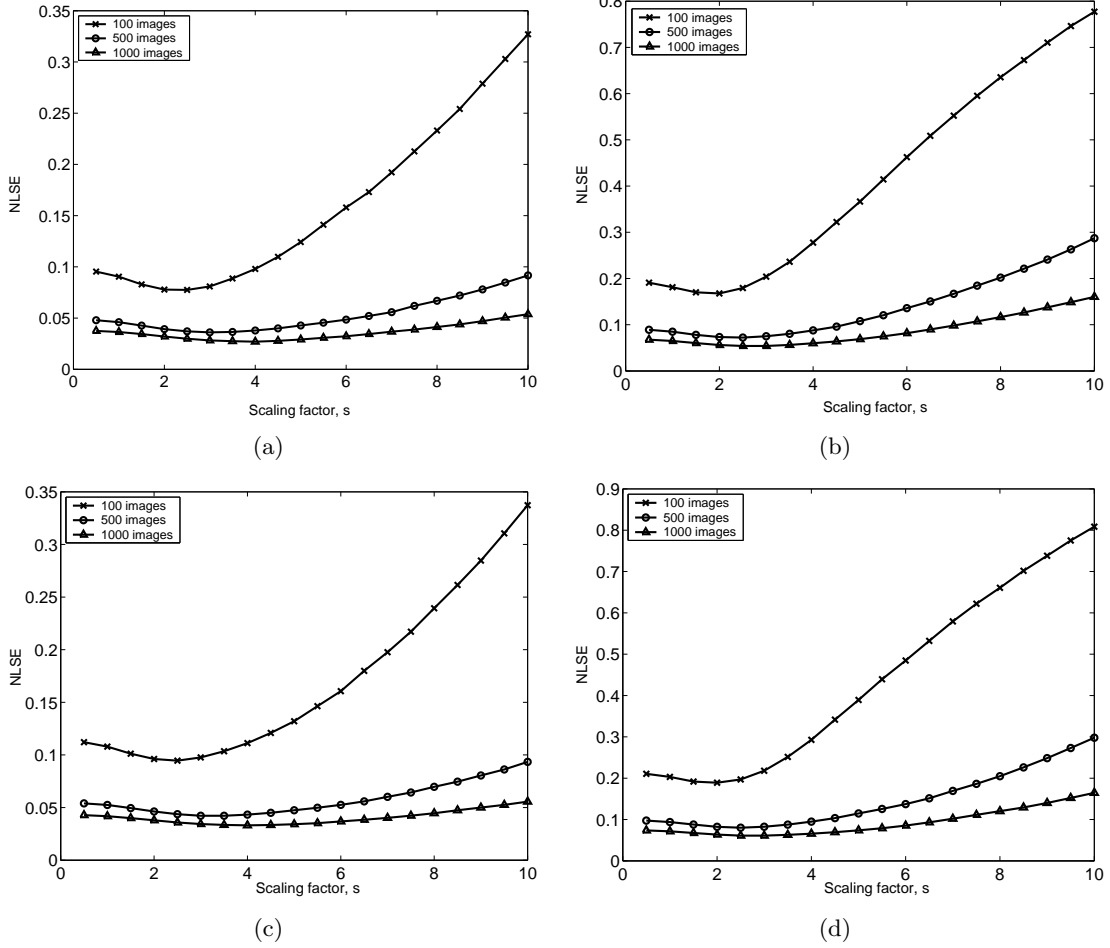 0.35
0.3
0.25
0.2
0.15
0.1
0.05
0
NLSE
100 images
500 images
1000 images
0 2 4 6 8 10
Scaling factor, s
(a)
0.8
0.7
0.6
0.5
0.4
0.3
0.2
0.1
0
NLSE
100 images
500 images
1000 images
0 2 4 6 8 10
Scaling factor, s
(b)
0.35
0.3
0.25
0.2
0.15
0.1
0.05
0
NLSE
100 images
500 images
1000 images
0 2 4 6 8 10
Scaling factor, s
(c)
0.9
0.8
0.7
0.6
0.5
0.4
0.3
0.2
0.1
0
NLSE
100 images
500 images
1000 images
0 2 4 6 8 10
Scaling factor, s
(d)